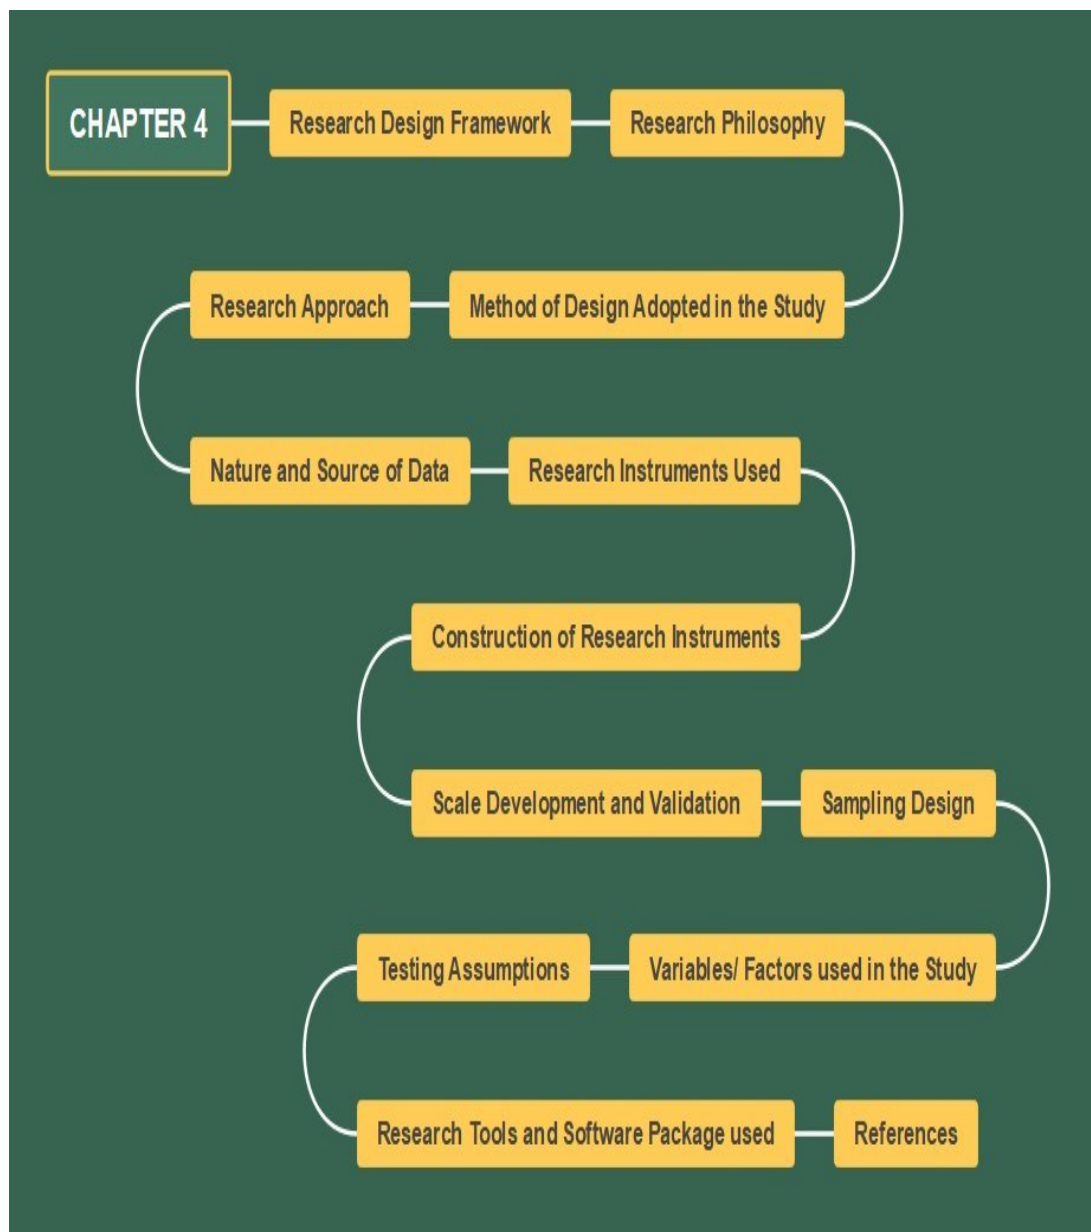 CHAPTER 4
Research Design Framework
Research Philosophy
Method of Design Adopted in the Study
Research Approach
Nature and Source of Data
Research Instruments Used
Construction of Research Instruments
Scale Development and Validation
Sampling Design
Variables/ Factors used in the Study
Testing Assumptions
Research Tools and Software Package used
References